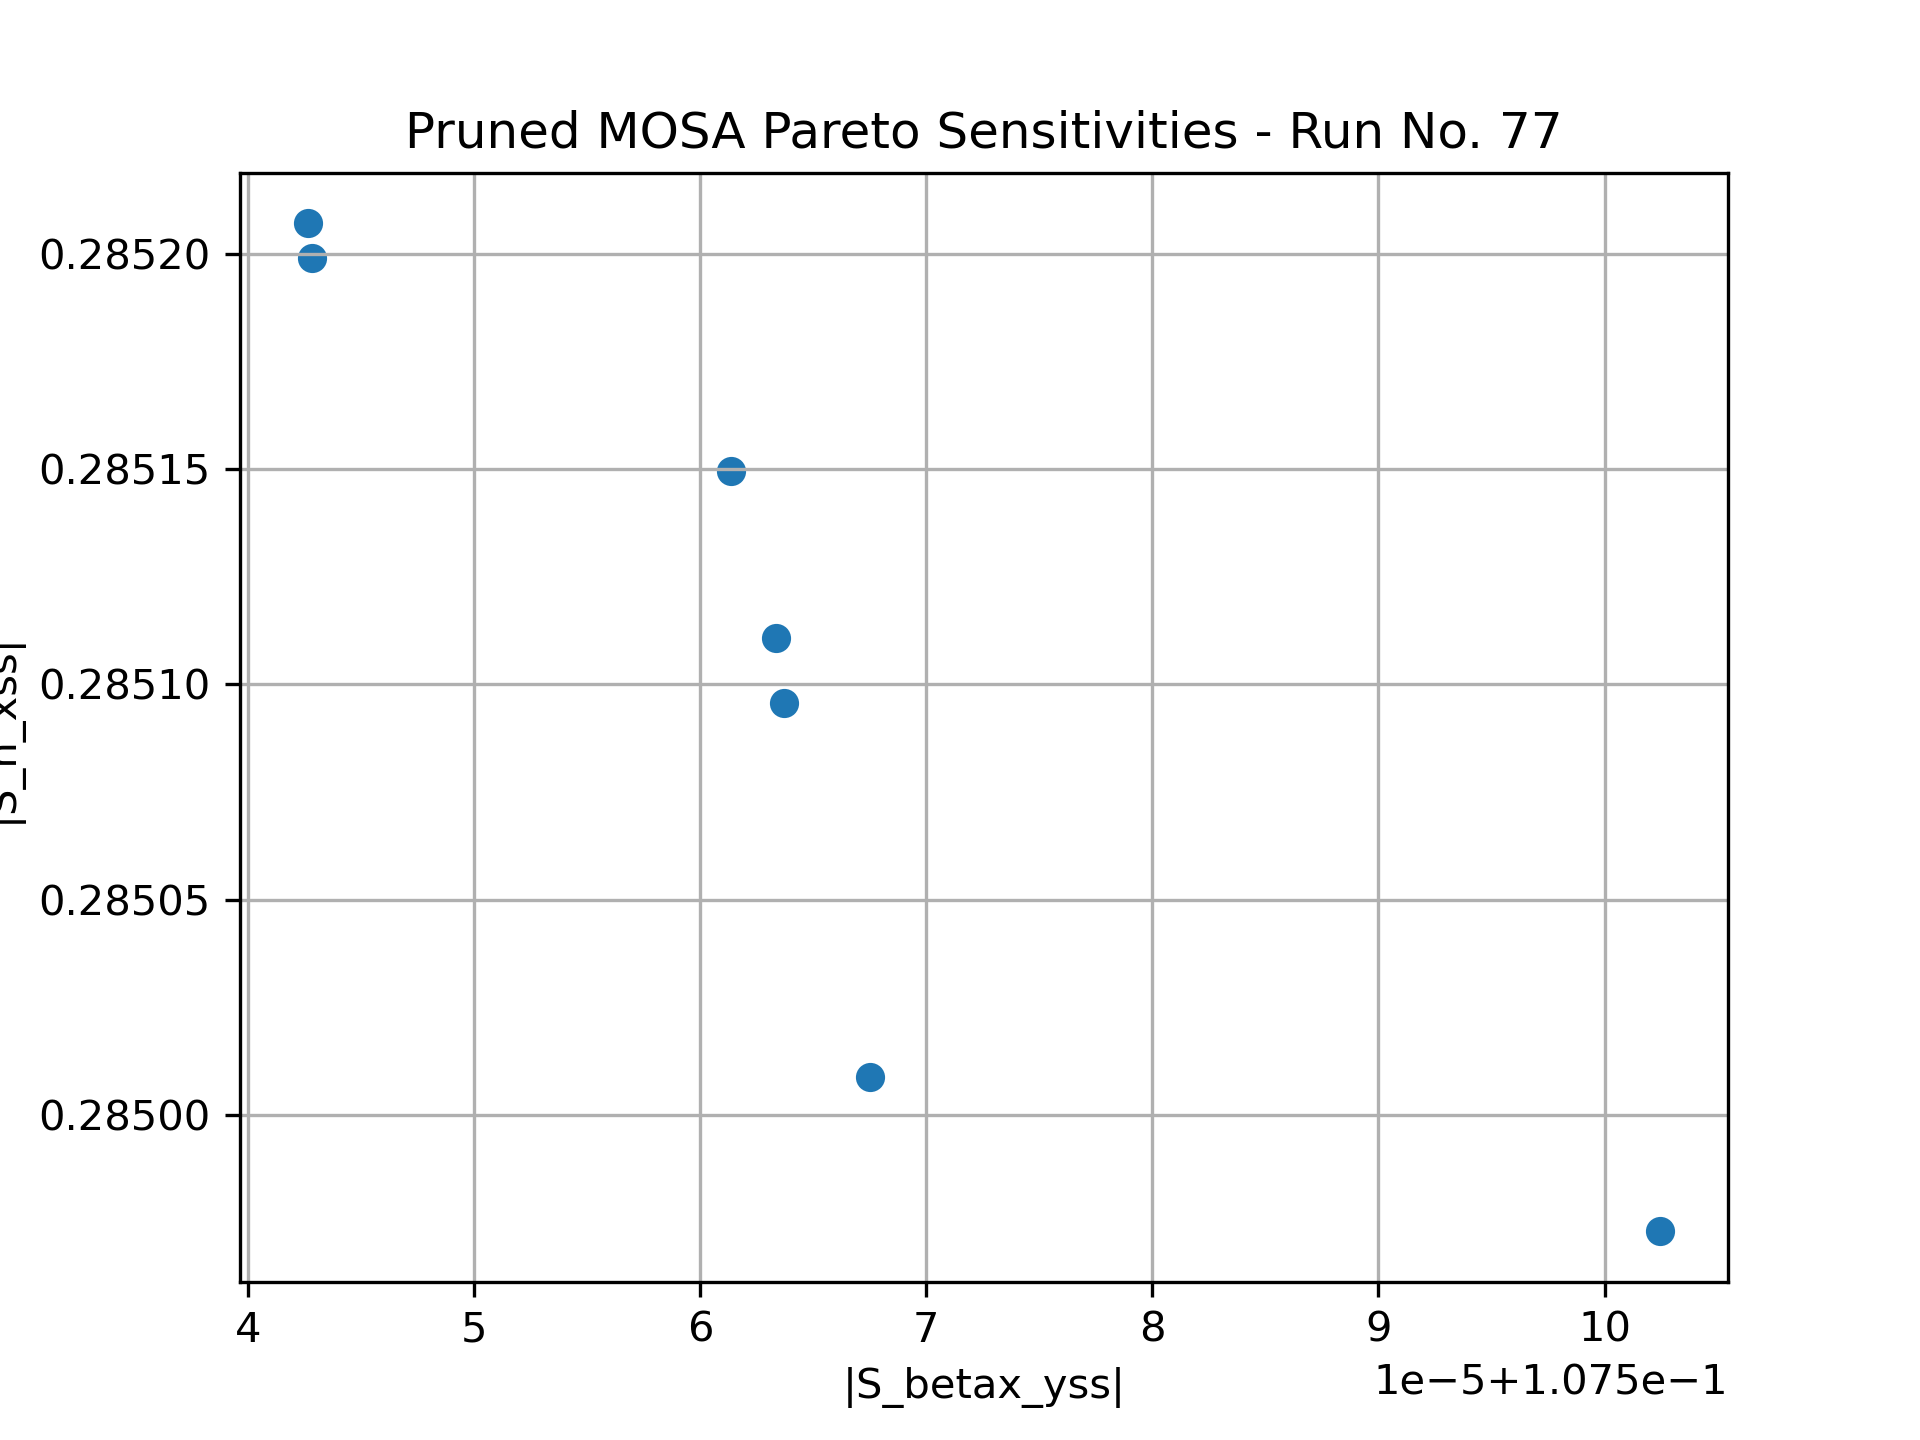 Pruned MOSA Pareto Sensitivities - Run No. 77
0.28520
0.28515
0.28510
0.28505
0.28500
4 5 6 7 8 9 10
|S_betax_yss|
1e−5+1.075e−1